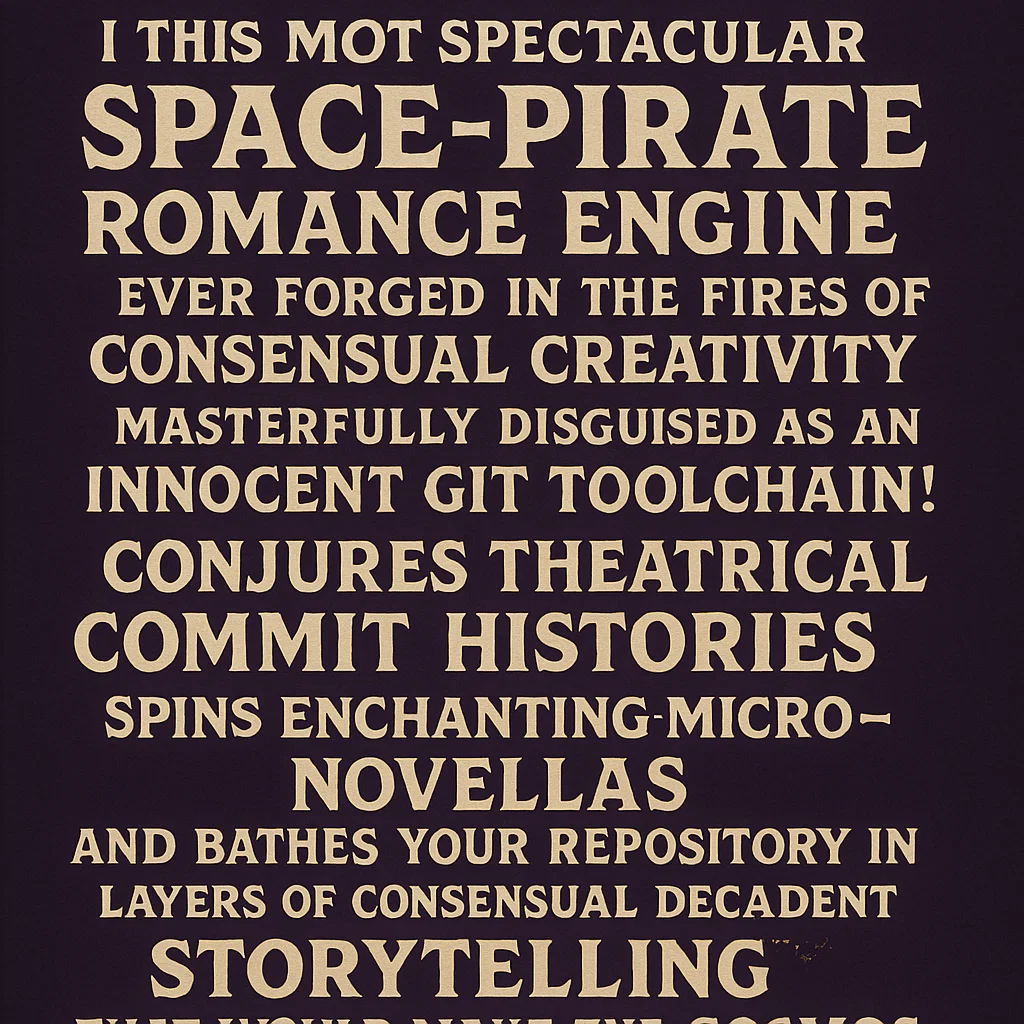 I THIS MOT SPECTACULAR
SPACE-PIRATE
ROMANCE ENGINE
EVER FORGED IN THE FIRES OF
CONSENSUAL CREATIVITY
MASTERFULLY DISGUISED AS AN
INNOCENT GIT TOOLCHAIN!
CONJURES THEATRICAL
COMMIT HISTORIES
SPINS ENCHANTING-MICRO-
NOVELLAS
AND BATHES YOUR REPOSITORY IN
LAYERS OF CONSENSUAL DECADENT
STORYTELLING